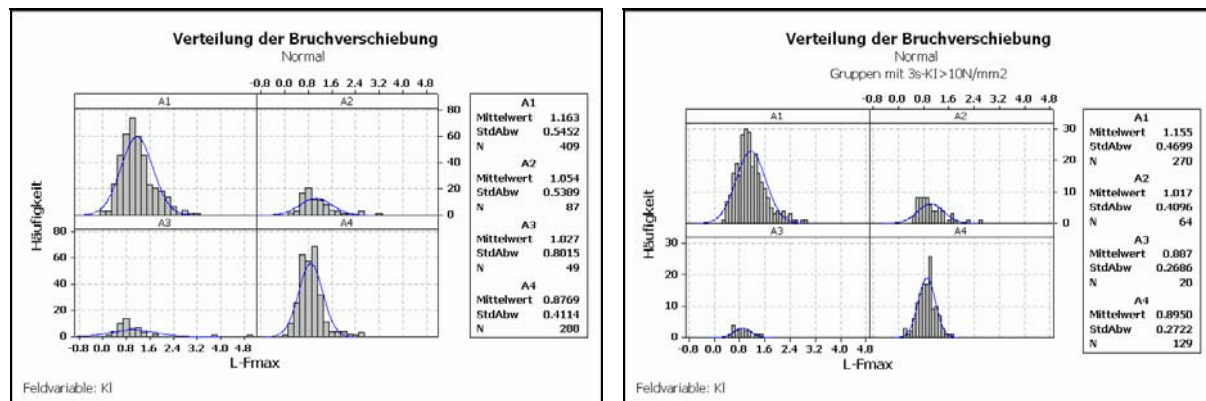 Verteilung der Bruchverschiebung
Normal
-0.8 0.0 0.8 1.6 2.4 3.2 4.0 4.8
A1 A2
80
60
40
20
0
A3 A4
80
60
40
20
0
-0.8 0.0 0.8 1.6 2.4 3.2 4.0 4.8
Häufigkeit
L-Fmax
A1
Mittelwert 1.163
StdAbw 0.5452
N 409
A2
Mittelwert 1.054
StdAbw 0.5389
N 87
A3
Mittelwert 1.027
StdAbw 0.8015
N 49
A4
Mittelwert 0.8769
StdAbw 0.4114
N 288
Feldvariable: Kl
Verteilung der Bruchverschiebung
Normal
Gruppen mit 3s-KI>10N/mm2
-0.8 0.0 0.8 1.6 2.4 3.2 4.0 4.8
A1 A2
30
20
10
0
A3 A4
30
20
10
0
-0.8 0.0 0.8 1.6 2.4 3.2 4.0 4.8
Häufigkeit
L-Fmax
A1
Mittelwert 1.155
StdAbw 0.4699
N 270
A2
Mittelwert 1.017
StdAbw 0.4096
N 64
A3
Mittelwert 0.887
StdAbw 0.2686
N 20
A4
Mittelwert 0.8950
StdAbw 0.2722
N 129
Feldvariable: Kl